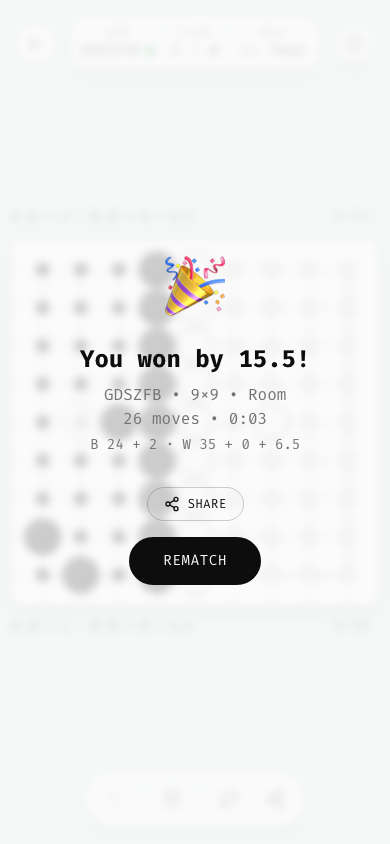 You won by 15.5!
GDSZFB • 9×9 • Room
26 moves • 0:03
B 24 + 2 · W 35 + 0 + 6.5
SHARE
REMATCH